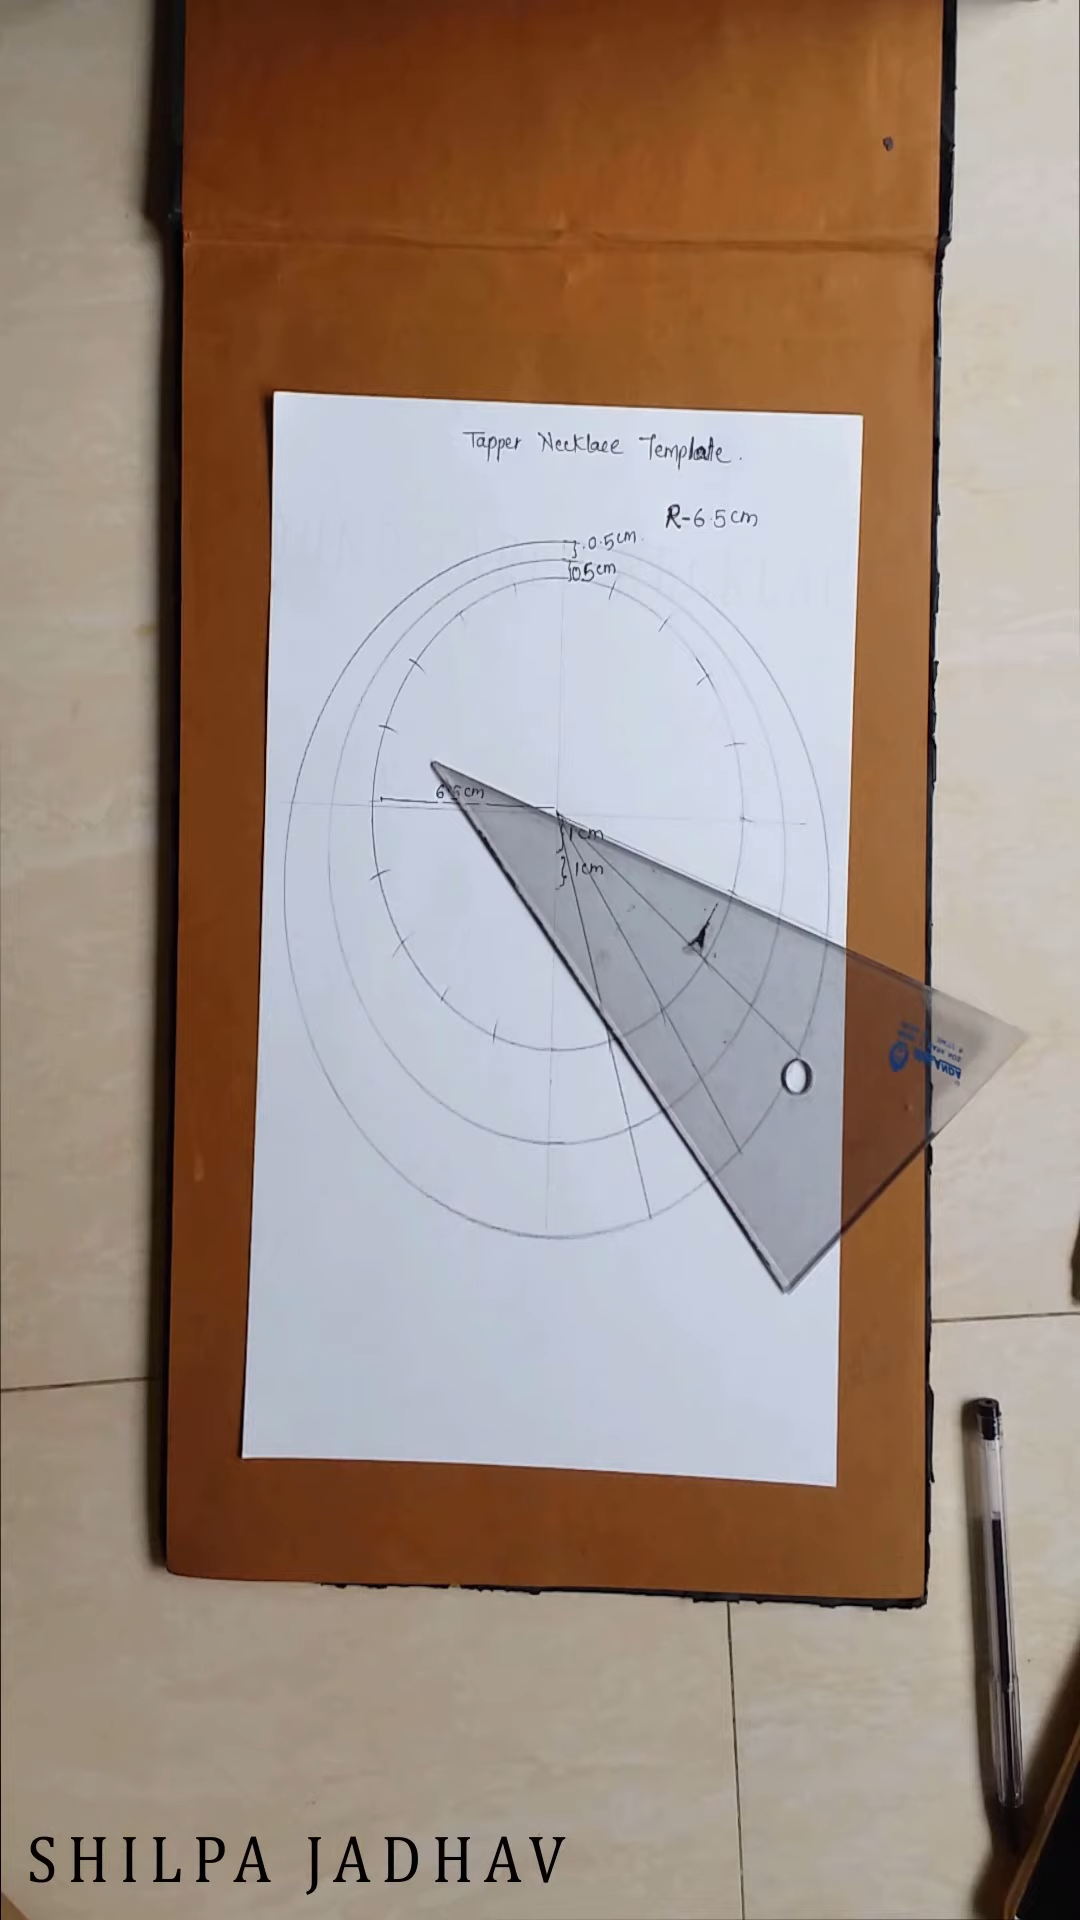 Tapper Necklace Template.
R-6.5cm
0.5cm.
0.5cm
6.5cm
1cm
1cm
SHILPA JADHAV